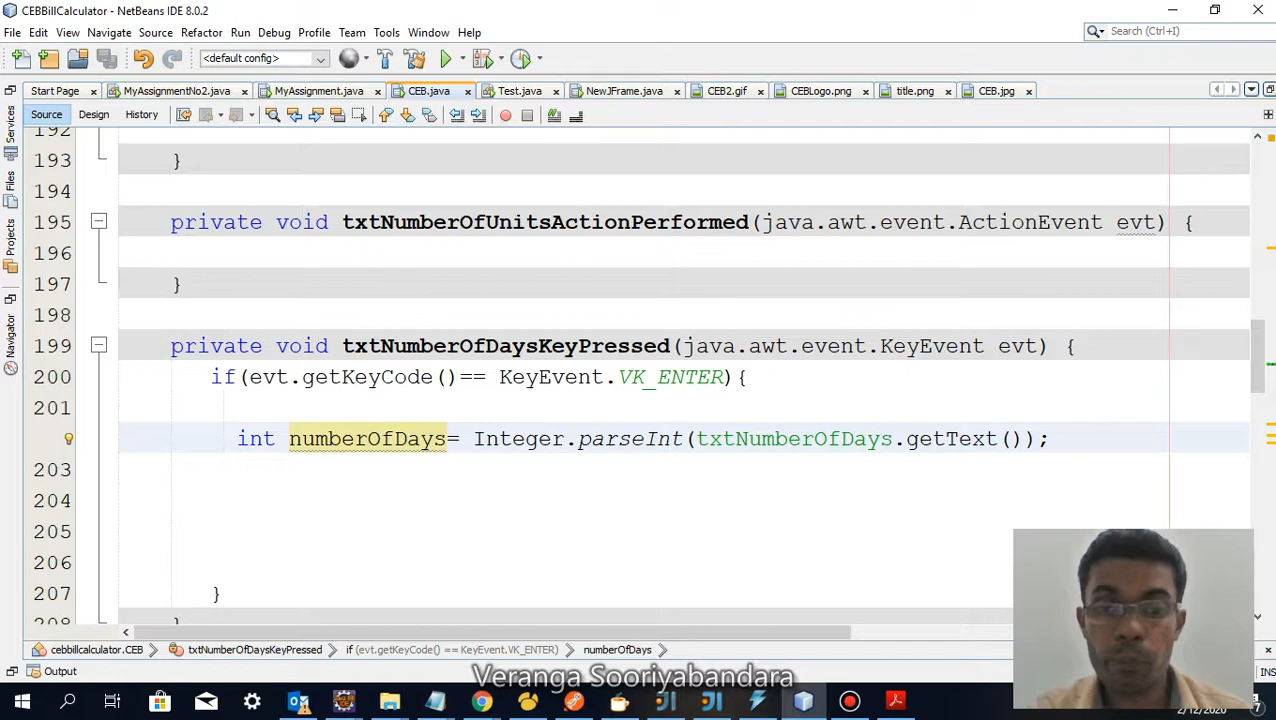 CEBBillCalculator - NetBeans IDE 8.0.2
File Edit View Navigate Source Refactor Run Debug Profile Team Tools Window Help
Search (Ctrl+I)
<default config>
Start Page MyAssignmentNo2.java MyAssignment.java CEB.java Test.java NewJFrame.java CEB2.gif CEBLogo.png title.png CEB.jpg
Source Design History
Services
Files
Projects
Navigator
192
193 }
194
195 private void txtNumberOfUnitsActionPerformed(java.awt.event.ActionEvent evt) {
196
197 }
198
199 private void txtNumberOfDaysKeyPressed(java.awt.event.KeyEvent evt) {
200 if(evt.getKeyCode()== KeyEvent.VK_ENTER){
201
int numberOfDays= Integer.parseInt(txtNumberOfDays.getText());
203
204
205
206
207 }
208 }
cebbillcalculator.CEB txtNumberOfDaysKeyPressed if (evt.getKeyCode() == KeyEvent.VK_ENTER) numberOfDays
INS
Output
Veranga Sooriyabandara
2/12/2020